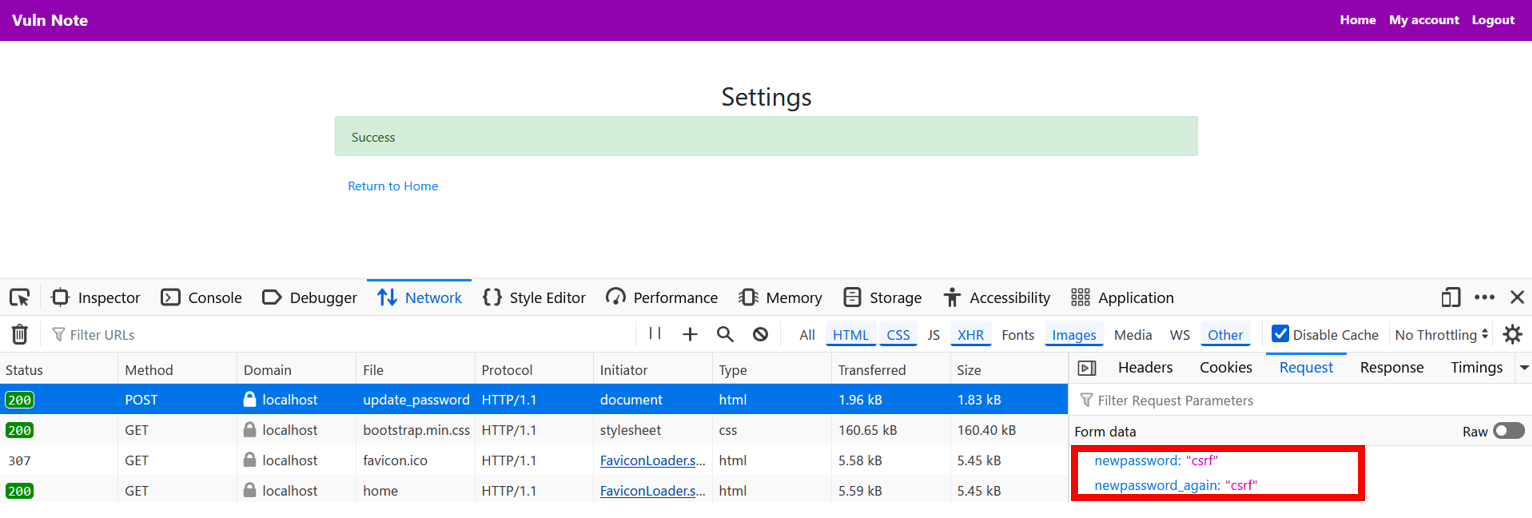 Vuln Note Home My account Logout
Settings
Success
Return to Home
Inspector Console Debugger Network Style Editor Performance Memory Storage Accessibility Application
Filter URLs All HTML CSS JS XHR Fonts Images Media WS Other Disable Cache No Throttling
Status Method Domain File Protocol Initiator Type Transferred Size Headers Cookies Request Response Timings
200 POST localhost update_password HTTP/1.1 document html 1.96 kB 1.83 kB Filter Request Parameters
200 GET localhost bootstrap.min.css HTTP/1.1 stylesheet css 160.65 kB 160.40 kB Form data Raw
307 GET localhost favicon.ico HTTP/1.1 FaviconLoader.s... html 5.58 kB 5.45 kB newpassword: "csrf"
200 GET localhost home HTTP/1.1 FaviconLoader.s... html 5.59 kB 5.45 kB newpassword_again: "csrf"